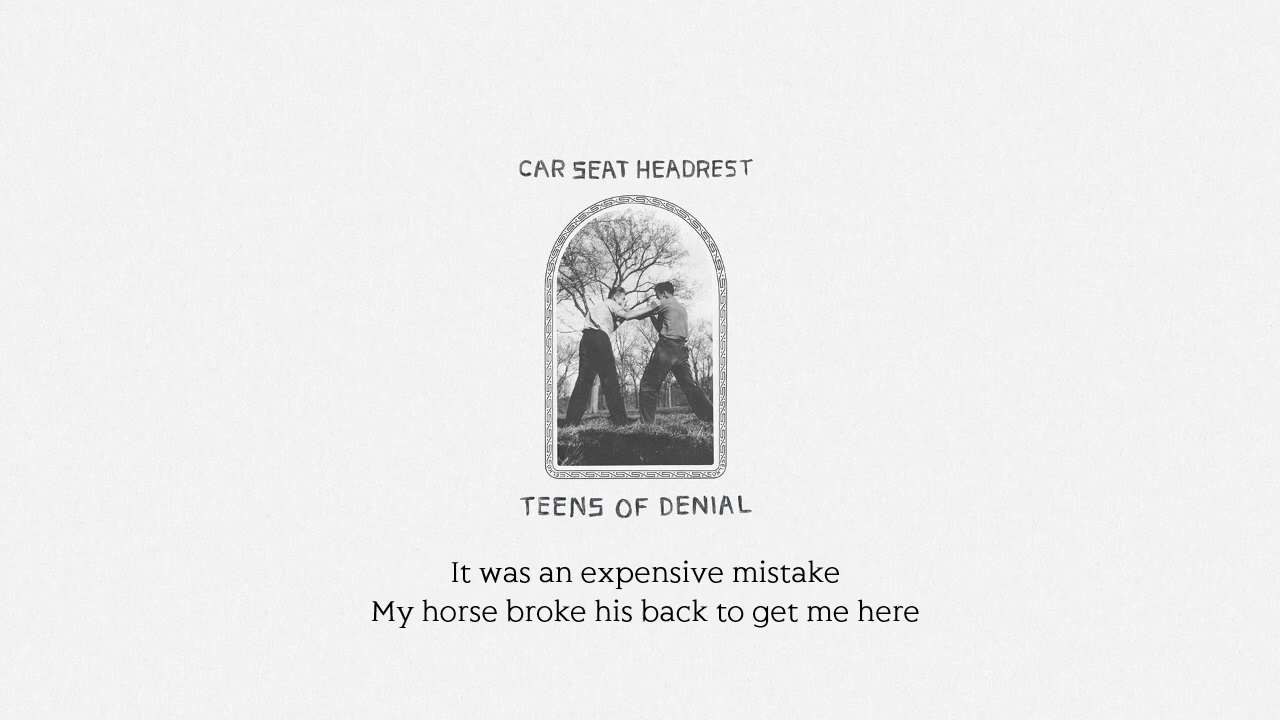 CAR SEAT HEADREST
TEENS OF DENIAL
It was an expensive mistake
My horse broke his back to get me here